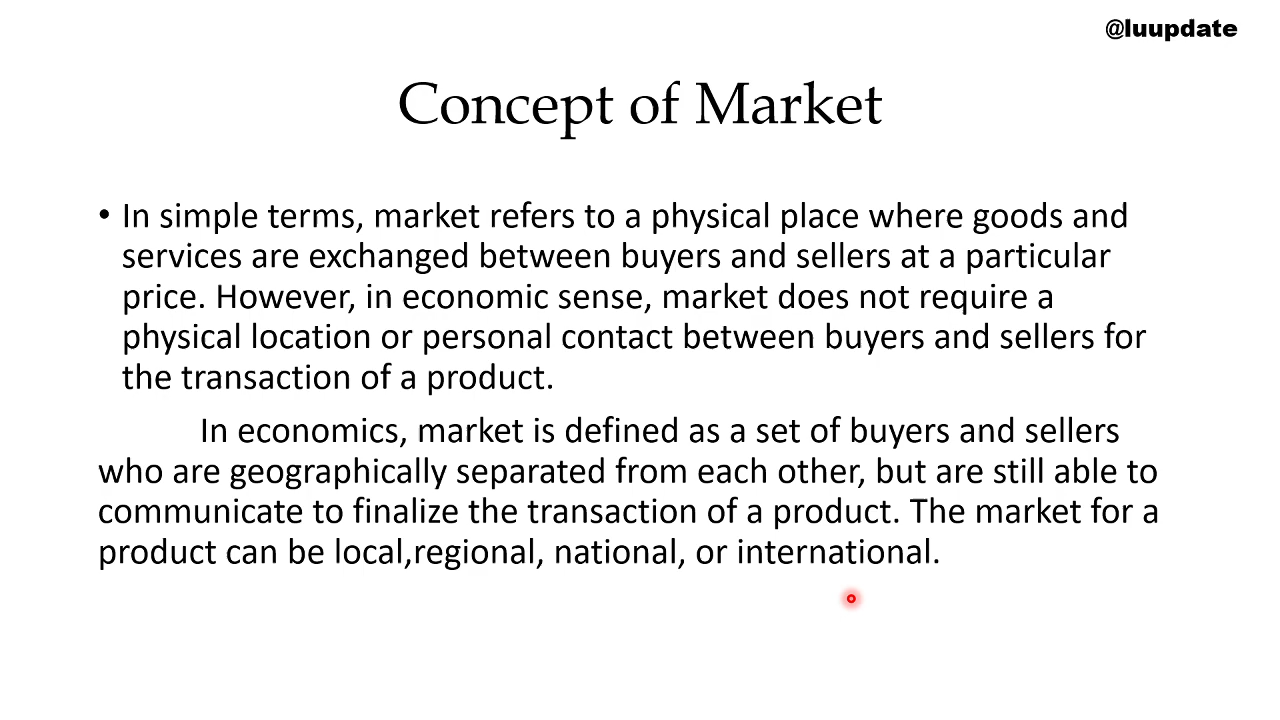 @luupdate
Concept of Market
• In simple terms, market refers to a physical place where goods and
services are exchanged between buyers and sellers at a particular
price. However, in economic sense, market does not require a
physical location or personal contact between buyers and sellers for
the transaction of a product.
In economics, market is defined as a set of buyers and sellers
who are geographically separated from each other, but are still able to
communicate to finalize the transaction of a product. The market for a
product can be local,regional, national, or international.